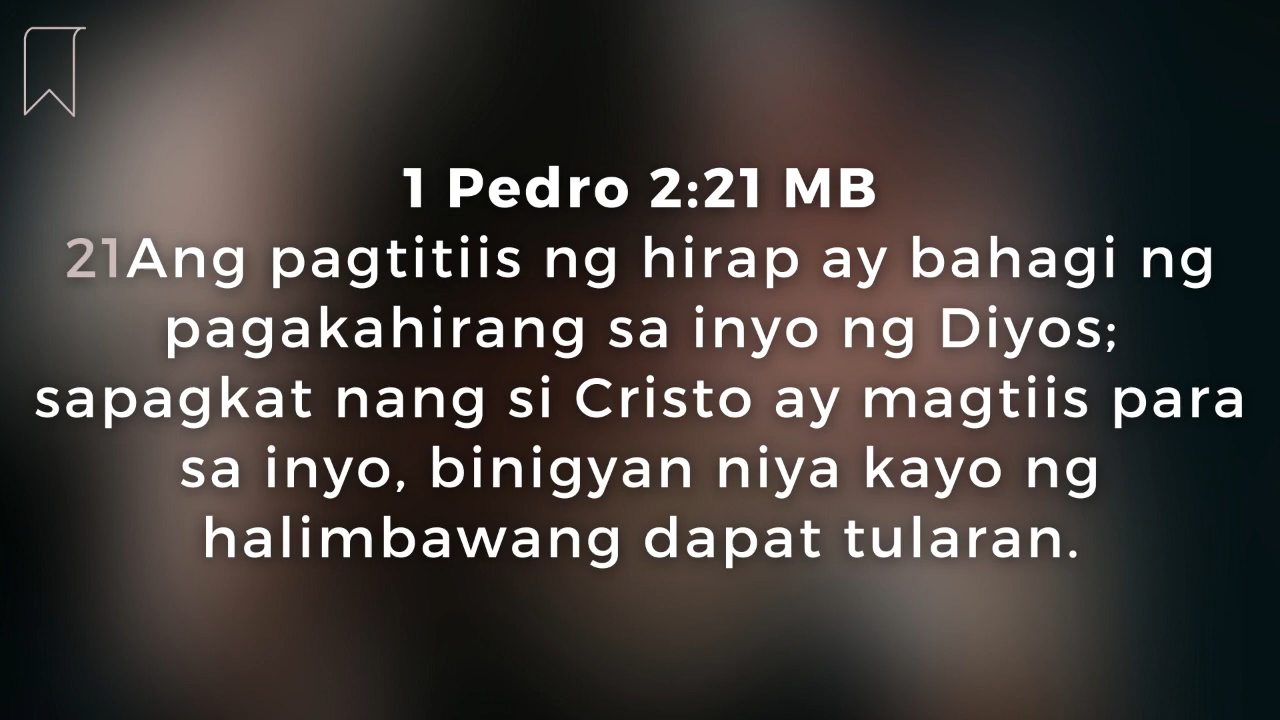 1 Pedro 2:21 MB
21Ang pagtitiis ng hirap ay bahagi ng
pagakahirang sa inyo ng Diyos;
sapagkat nang si Cristo ay magtiis para
sa inyo, binigyan niya kayo ng
halimbawang dapat tularan.